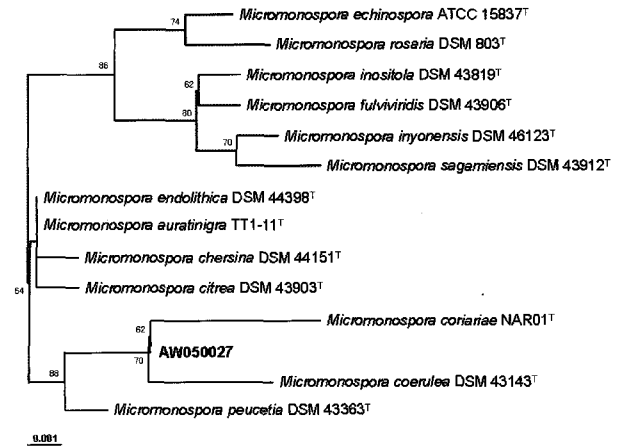 Micromonospora echinospora ATCC 15837T
74
Micromonospora rosaria DSM 803T
86
Micromonospora inositola DSM 43819T
62
Micromonospora fulviviridis DSM 43906T
80
Micromonospora inyonensis DSM 46123T
70
Micromonospora sagamiensis DSM 43912T
Micromonospora endolithica DSM 44398T
Micromonospora auratinigra TT1-11T
Micromonospora chersina DSM 44151T
54
Micromonospora citrea DSM 43903T
Micromonospora coriariae NAR01T
62
AW050027
70
88
Micromonospora coerulea DSM 43143T
Micromonospora peucetia DSM 43363T
0.001